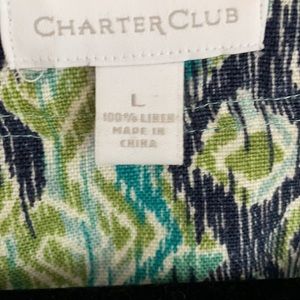 CHARTER CLUB
L
100% LINEN
MADE IN
CHINA